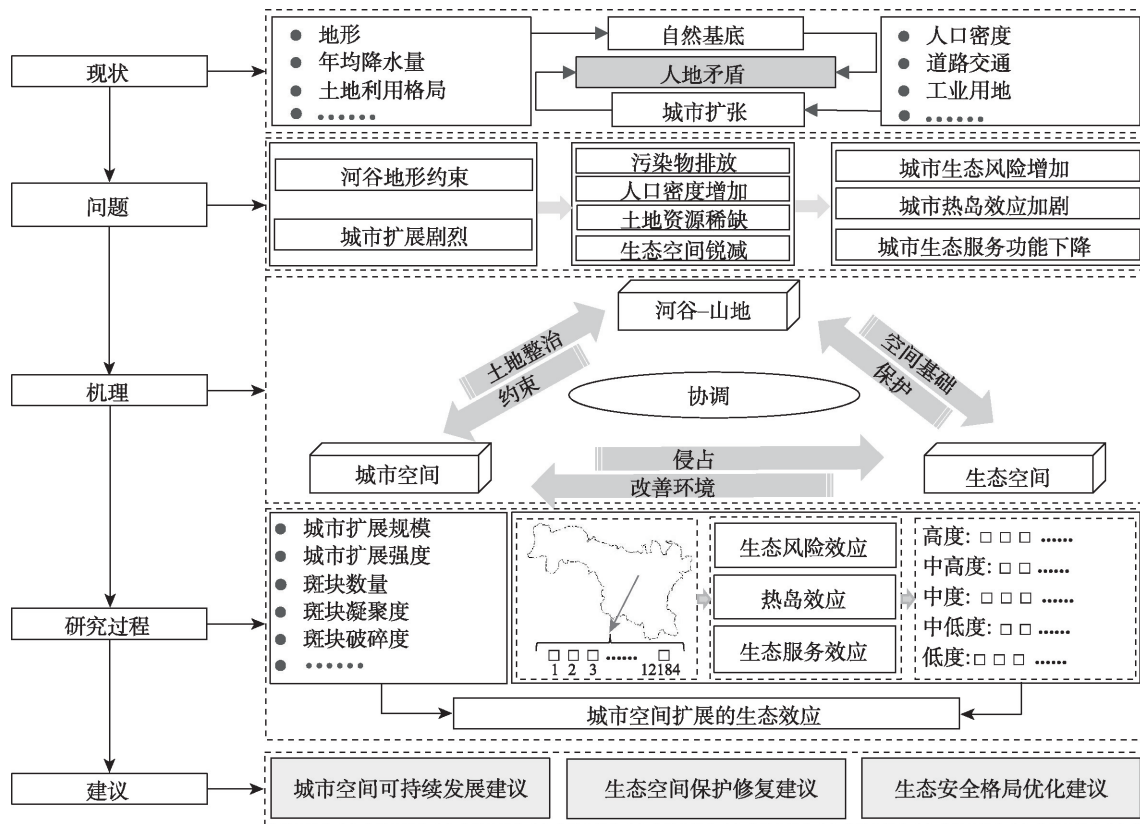 现状
● 地形
● 年均降水量
● 土地利用格局
● ••••••
自然基底
人地矛盾
城市扩张
● 人口密度
● 道路交通
● 工业用地
● ••••••
问题
河谷地形约束
城市扩展剧烈
污染物排放
人口密度增加
土地资源稀缺
生态空间锐减
城市生态风险增加
城市热岛效应加剧
城市生态服务功能下降
机理
河谷–山地
土地整治
约束
空间基础
保护
协调
城市空间
侵占
改善环境
生态空间
研究过程
● 城市扩展规模
● 城市扩展强度
● 斑块数量
● 斑块凝聚度
● 斑块破碎度
● ••••••
□ □ □ ...... □
1 2 3 12184
生态风险效应
热岛效应
生态服务效应
高度: □ □ □ ......
中高度: □ □ ......
中度: □ □ □ ......
中低度: □ □ ......
低度: □ □ □ ......
城市空间扩展的生态效应
建议
城市空间可持续发展建议
生态空间保护修复建议
生态安全格局优化建议